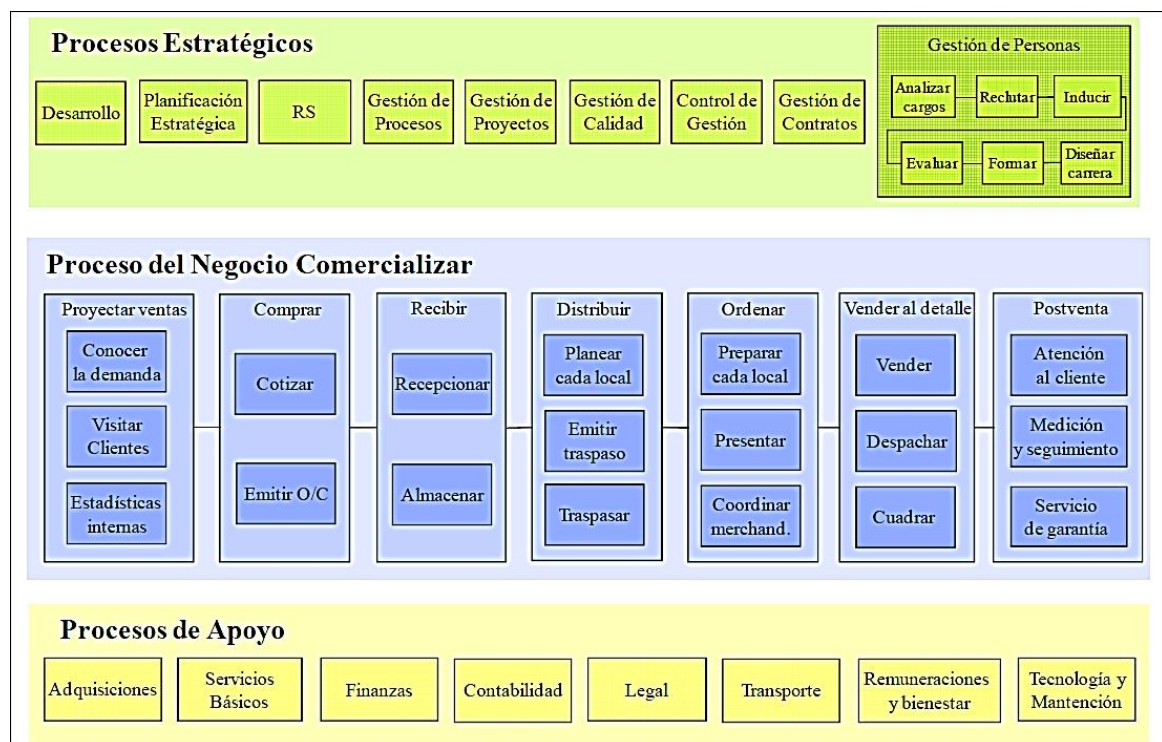 Procesos Estratégicos
Desarrollo
Planificación
Estratégica
RS
Gestión de
Procesos
Gestión de
Proyectos
Gestión de
Calidad
Control de
Gestión
Gestión de
Contratos
Gestión de Personas
Analizar
cargos
Reclutar
Inducir
Evaluar
Formar
Diseñar
carrera
Proceso del Negocio Comercializar
Proyectar ventas
Conocer
la demanda
Visitar
Clientes
Estadísticas
internas
Comprar
Cotizar
Emitir O/C
Recibir
Recepcionar
Almacenar
Distribuir
Planear
cada local
Emitir
traspaso
Traspasar
Ordenar
Preparar
cada local
Presentar
Coordinar
merchand.
Vender al detalle
Vender
Despachar
Cuadrar
Postventa
Atención
al cliente
Medición
y seguimiento
Servicio
de garantía
Procesos de Apoyo
Adquisiciones
Servicios
Básicos
Finanzas
Contabilidad
Legal
Transporte
Remuneraciones
y bienestar
Tecnología y
Mantención